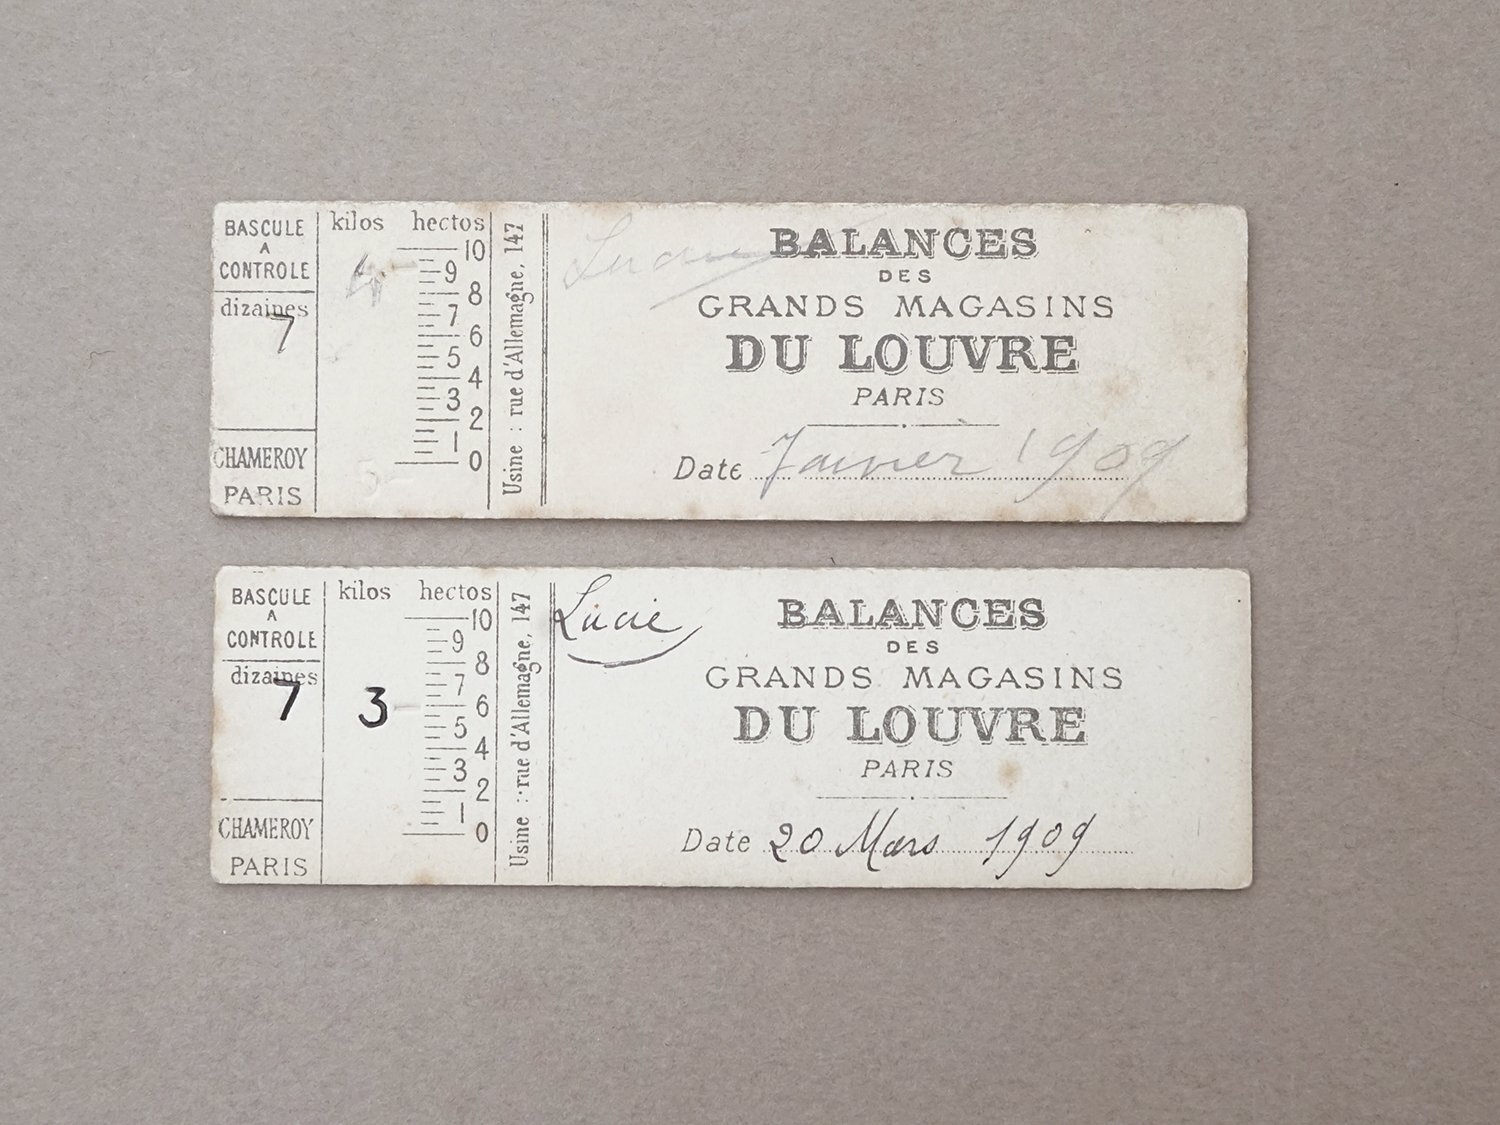 BASCULE
A
CONTROLE
dizaines
7
CHAMEROY
PARIS
kilos hectos
4
10
9
8
7
6
5
4
3
2
1
0
Usine : rue d'Allemagne, 147
Lucie
BALANCES
DES
GRANDS MAGASINS
DU LOUVRE
PARIS
Date Janvier 1909
BASCULE
A
CONTROLE
dizaines
7
CHAMEROY
PARIS
kilos hectos
3
10
9
8
7
6
5
4
3
2
1
0
Usine : rue d'Allemagne, 147
Lucie
BALANCES
DES
GRANDS MAGASINS
DU LOUVRE
PARIS
Date 20 Mars 1909